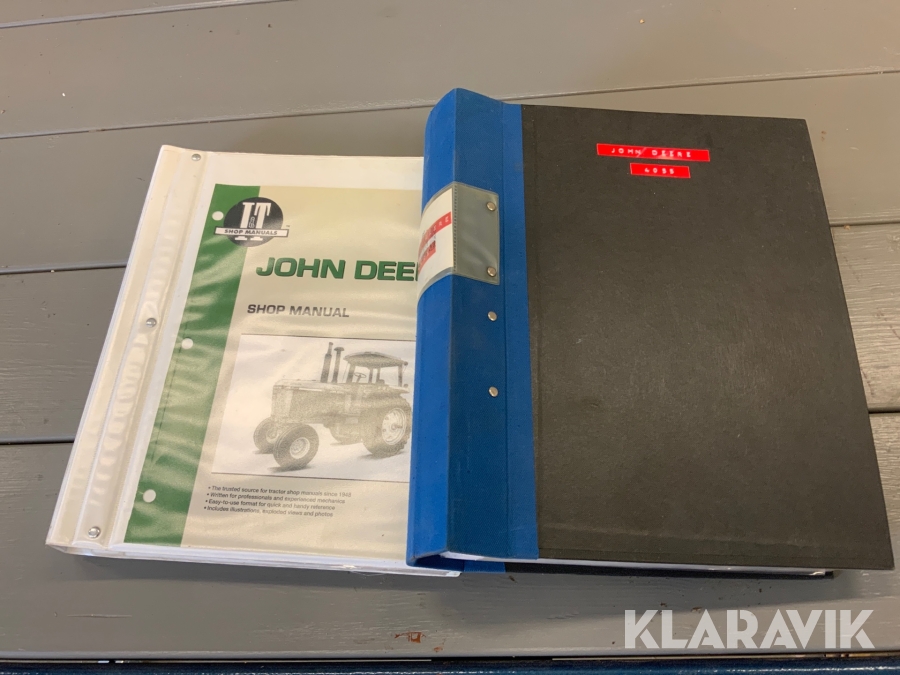 I&T
SHOP MANUALS
JOHN DEE
SHOP MANUAL
• The trusted source for tractor shop manuals since 1948
• Written for professionals and experienced mechanics
• Easy-to-use format for quick and handy reference
• Includes illustrations, exploded views and photos
JOHN DEERE
KLARAVIK